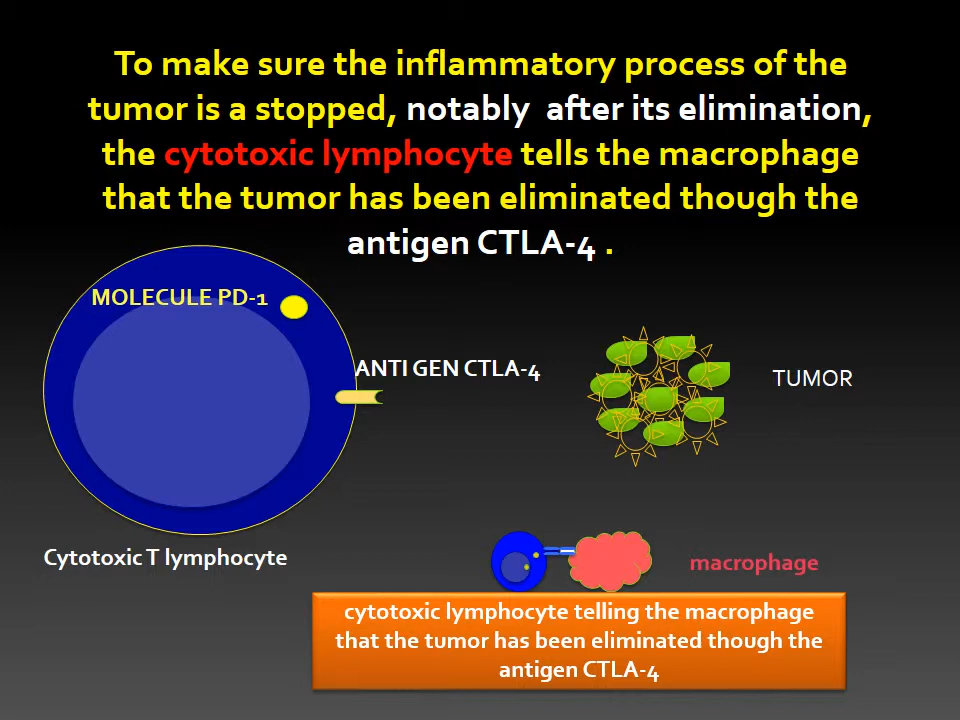 To make sure the inflammatory process of the
tumor is a stopped, notably after its elimination,
the cytotoxic lymphocyte tells the macrophage
that the tumor has been eliminated though the
antigen CTLA-4 .
MOLECULE PD-1
ANTI GEN CTLA-4
TUMOR
Cytotoxic T lymphocyte
macrophage
cytotoxic lymphocyte telling the macrophage
that the tumor has been eliminated though the
antigen CTLA-4